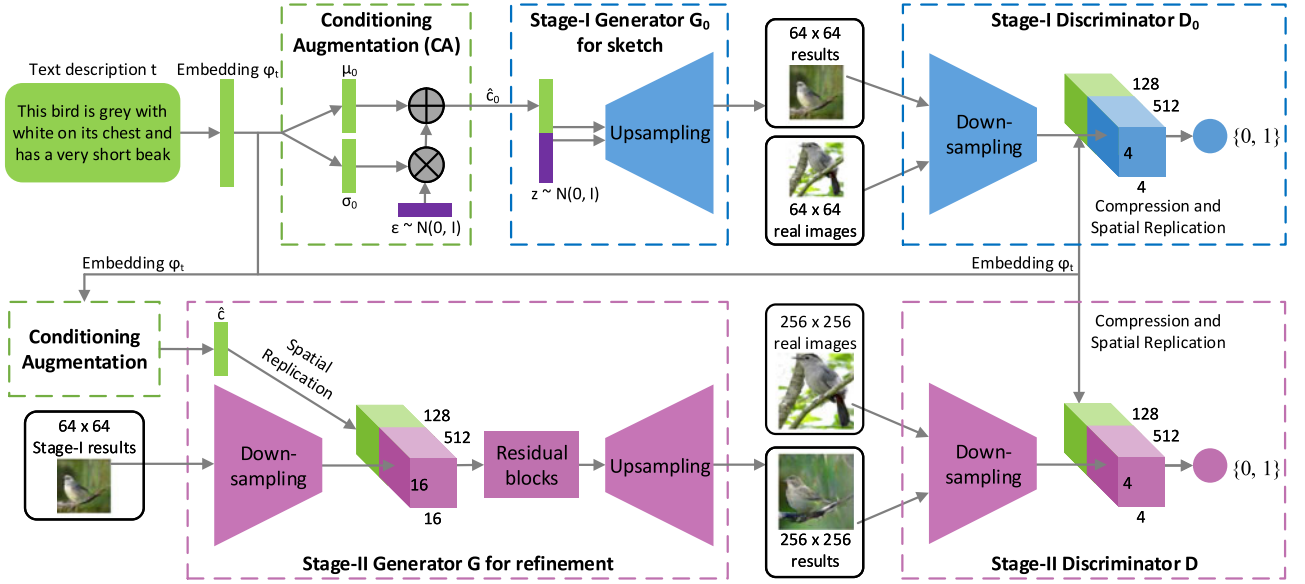 Text description t
This bird is grey with
white on its chest and
has a very short beak
Embedding φₜ
Conditioning
Augmentation (CA)
μ₀
σ₀
ε ~ N(0, I)
ĉ₀
Stage-I Generator G₀
for sketch
z ~ N(0, I)
Upsampling
64 x 64
results
64 x 64
real images
Stage-I Discriminator D₀
Down-
sampling
128
512
4
4
{0, 1}
Compression and
Spatial Replication
Embedding φₜ
Embedding φₜ
Conditioning
Augmentation
64 x 64
Stage-I results
ĉ
Spatial
Replication
Down-
sampling
128
512
16
16
Residual
blocks
Upsampling
Stage-II Generator G for refinement
256 x 256
real images
256 x 256
results
Compression and
Spatial Replication
Down-
sampling
128
512
4
4
{0, 1}
Stage-II Discriminator D